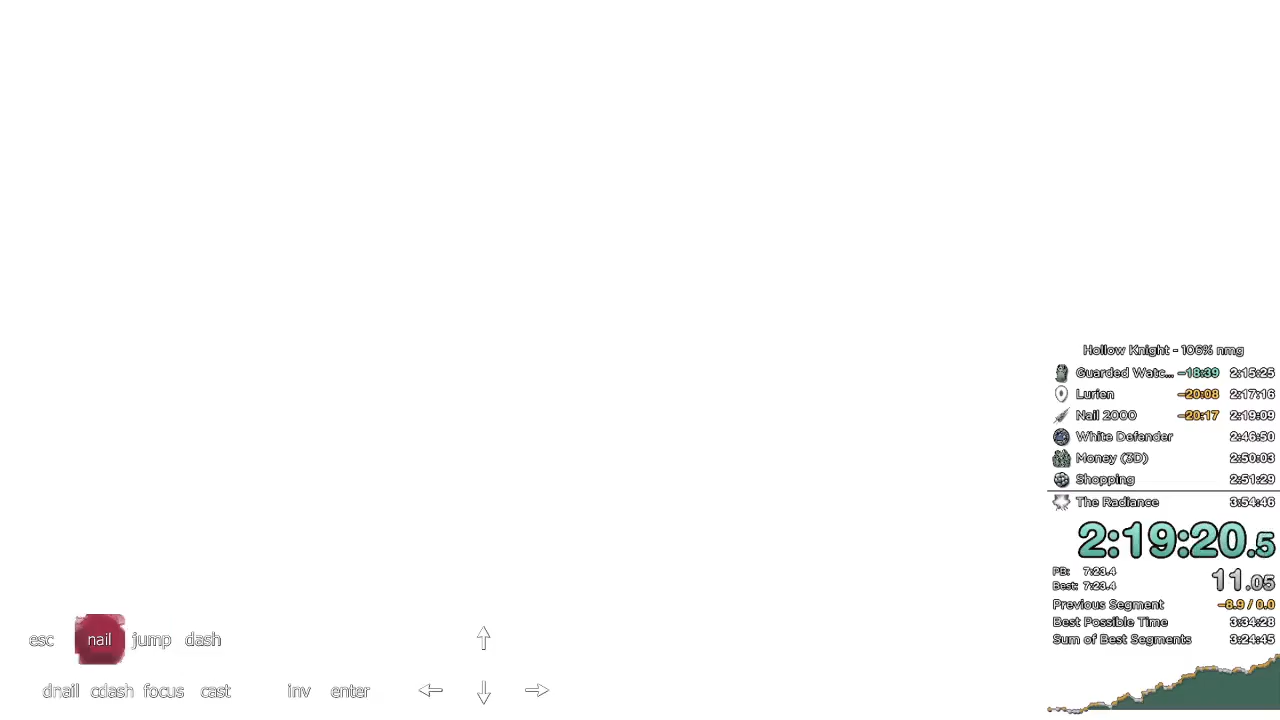 Hollow Knight - 106% nmg
Guarded Watc... −18:39 2:15:25
Lurien −20:08 2:17:16
Nail 2000 −20:17 2:19:09
White Defender 2:46:50
Money (3D) 2:50:03
Shopping 2:51:29
The Radiance 3:54:46
2:19:20.5
PB: 7:23.4
Best: 7:23.4
11.05
Previous Segment −8.9 / 0.0
Best Possible Time 3:34:28
Sum of Best Segments 3:24:45
esc nail jump dash ↑
dnail cdash focus cast inv enter ← ↓ →